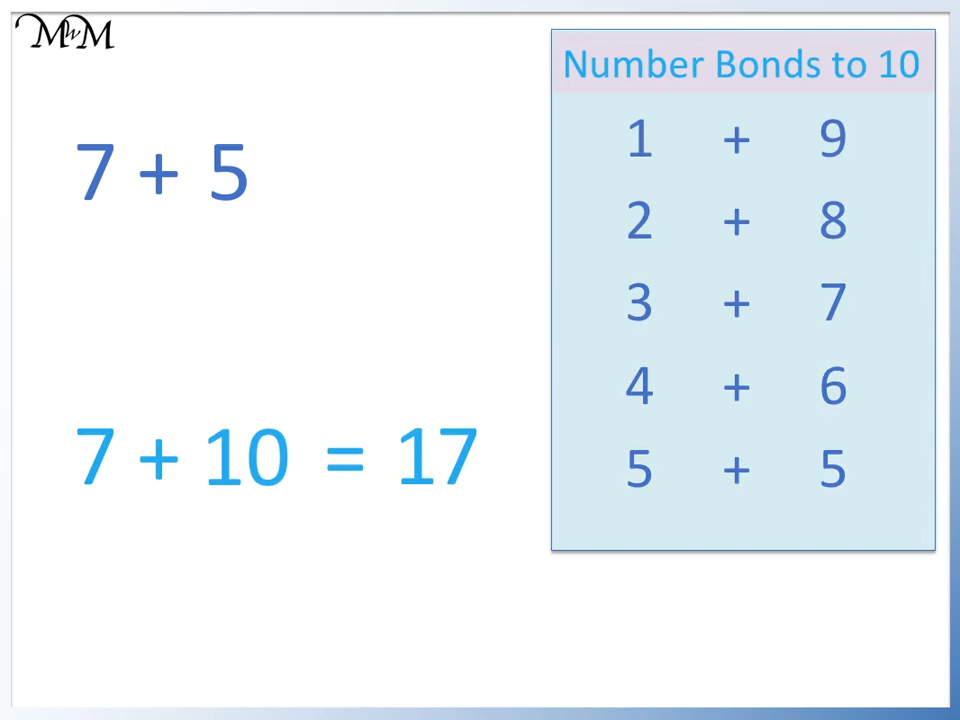 MwM
7 + 5
7 + 10 = 17
Number Bonds to 10
1 + 9
2 + 8
3 + 7
4 + 6
5 + 5